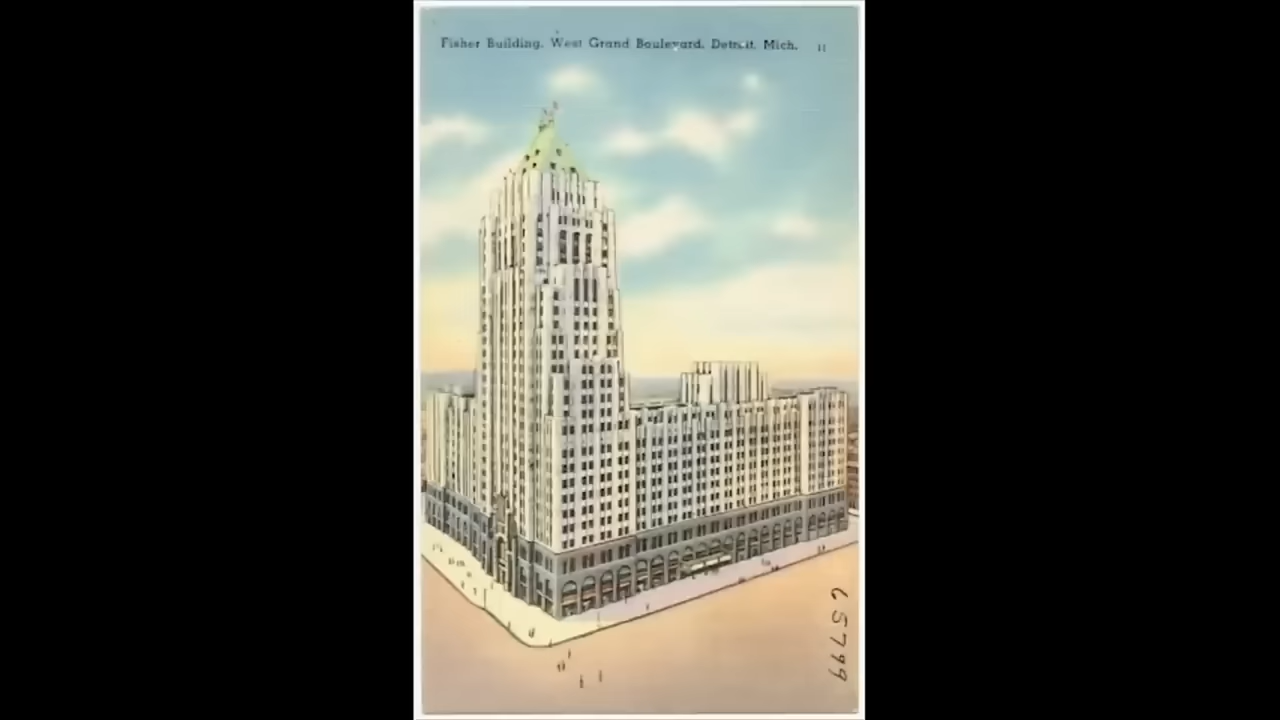 Fisher Building, West Grand Boulevard, Detroit, Mich. 11
65799